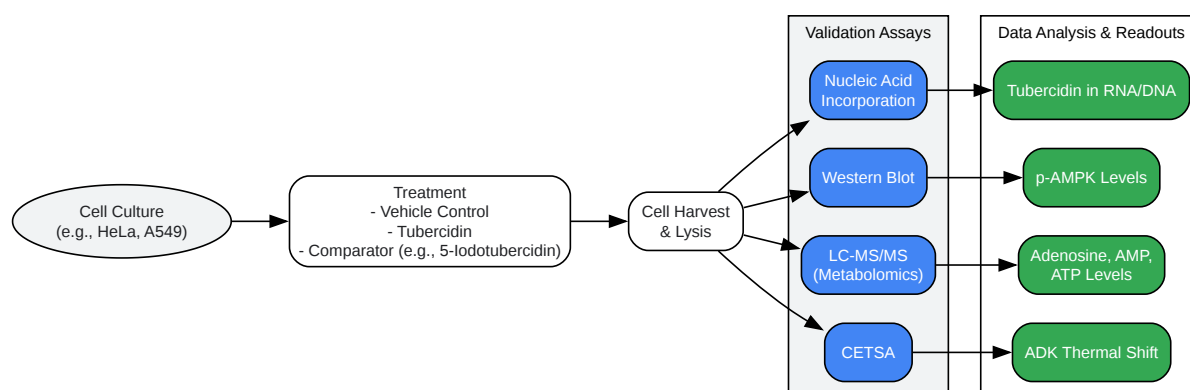 Cell Culture
(e.g., HeLa, A549)
Treatment
- Vehicle Control
- Tubercidin
- Comparator (e.g., 5-Iodotubercidin)
Cell Harvest
& Lysis
Validation Assays
Nucleic Acid
Incorporation
Western Blot
LC-MS/MS
(Metabolomics)
CETSA
Data Analysis & Readouts
Tubercidin in RNA/DNA
p-AMPK Levels
Adenosine, AMP,
ATP Levels
ADK Thermal Shift